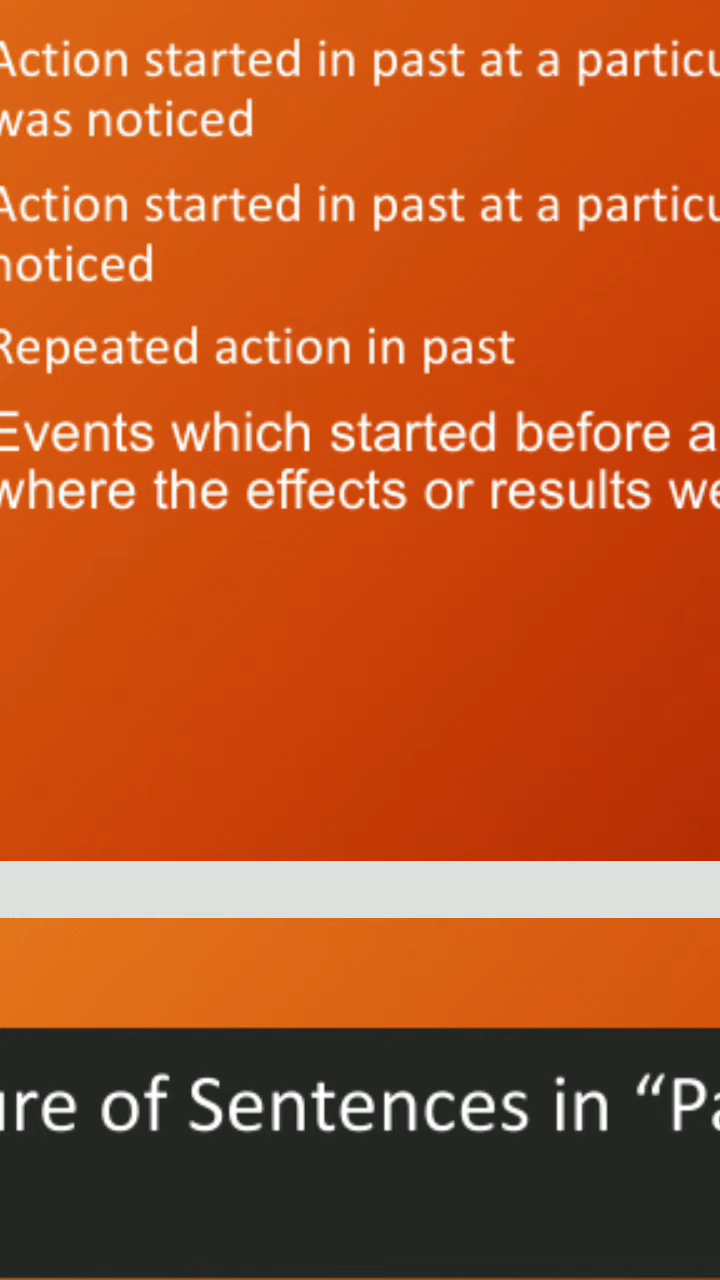 Action started in past at a particu
was noticed
Action started in past at a particu
noticed
Repeated action in past
Events which started before a
where the effects or results we
ure of Sentences in “Pa